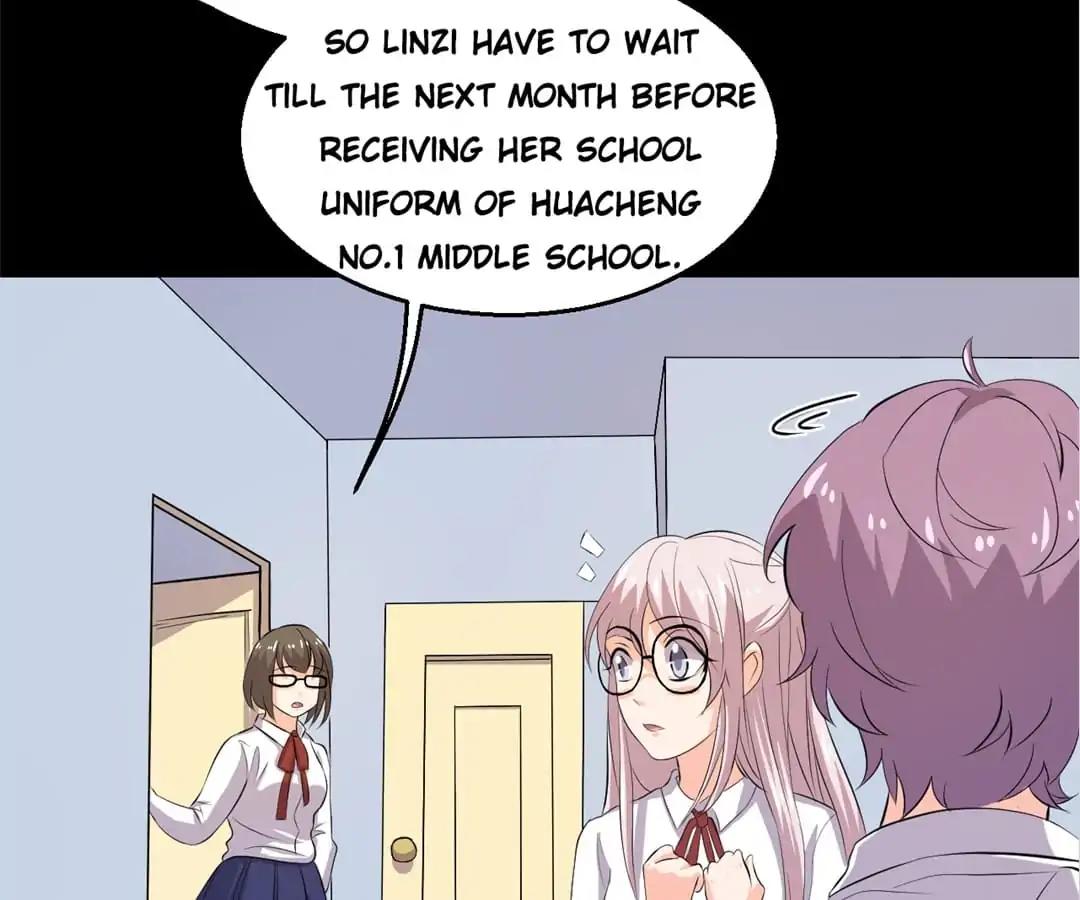 SO LINZI HAVE TO WAIT
TILL THE NEXT MONTH BEFORE
RECEIVING HER SCHOOL
UNIFORM OF HUACHENG
NO.1 MIDDLE SCHOOL.